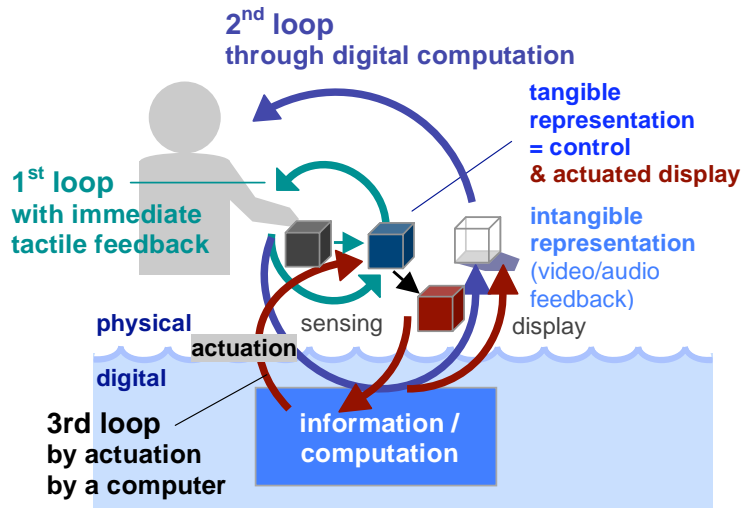 2nd loop
through digital computation
tangible
representation
= control
& actuated display
1st loop
with immediate
tactile feedback
intangible
representation
(video/audio
feedback)
physical
sensing
display
actuation
digital
3rd loop
by actuation
by a computer
information /
computation